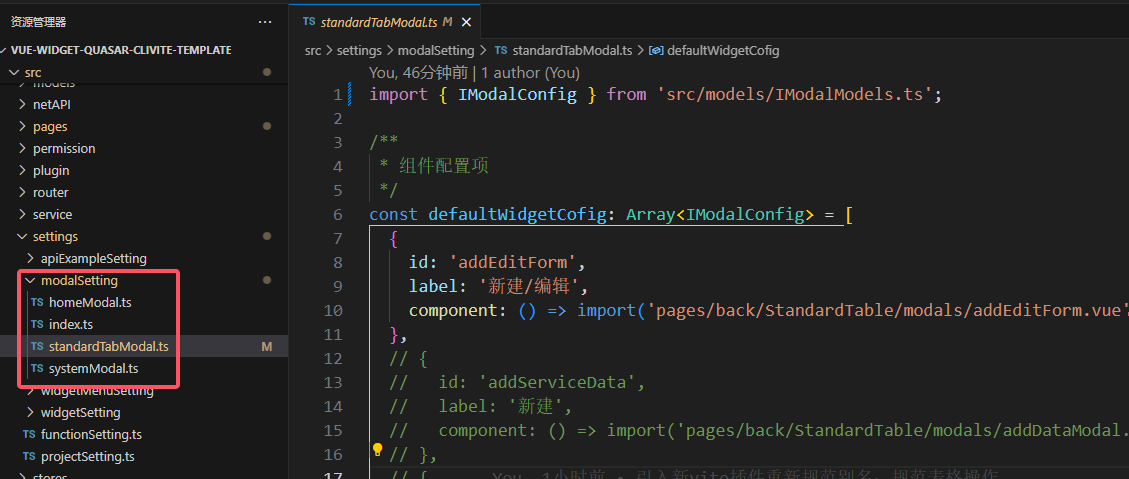 资源管理器
VUE-WIDGET-QUASAR-CLIVITE-TEMPLATE
src
models
netAPI
pages
permission
plugin
router
service
settings
apiExampleSetting
modalSetting
homeModal.ts
index.ts
standardTabModal.ts M
systemModal.ts
widgetMenuSetting
widgetSetting
functionSetting.ts
projectSetting.ts
stores
TS standardTabModal.ts M ×
src > settings > modalSetting > TS standardTabModal.ts > defaultWidgetCofig
You, 46分钟前 | 1 author (You)
1 import { IModalConfig } from 'src/models/IModalModels.ts';
2
3 /**
4 * 组件配置项
5 */
6 const defaultWidgetCofig: Array<IModalConfig> = [
7 {
8 id: 'addEditForm',
9 label: '新建/编辑',
10 component: () => import('pages/back/StandardTable/modals/addEditForm.vue'
11 },
12 // {
13 // id: 'addServiceData',
14 // label: '新建',
15 // component: () => import('pages/back/StandardTable/modals/addDataModal.
16 // },
17 // { You, 1小时前 • 引入新vite插件重新规范别名，规范表格操作